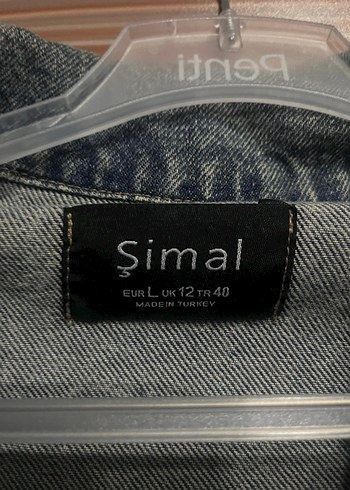 Penti
Şimal
EUR L UK 12 TR 40
MADE IN TURKEY